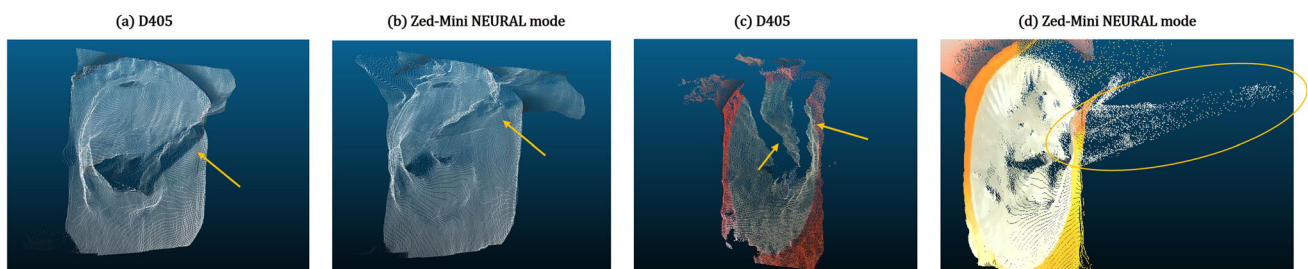 (a) D405
(b) Zed-Mini NEURAL mode
(c) D405
(d) Zed-Mini NEURAL mode